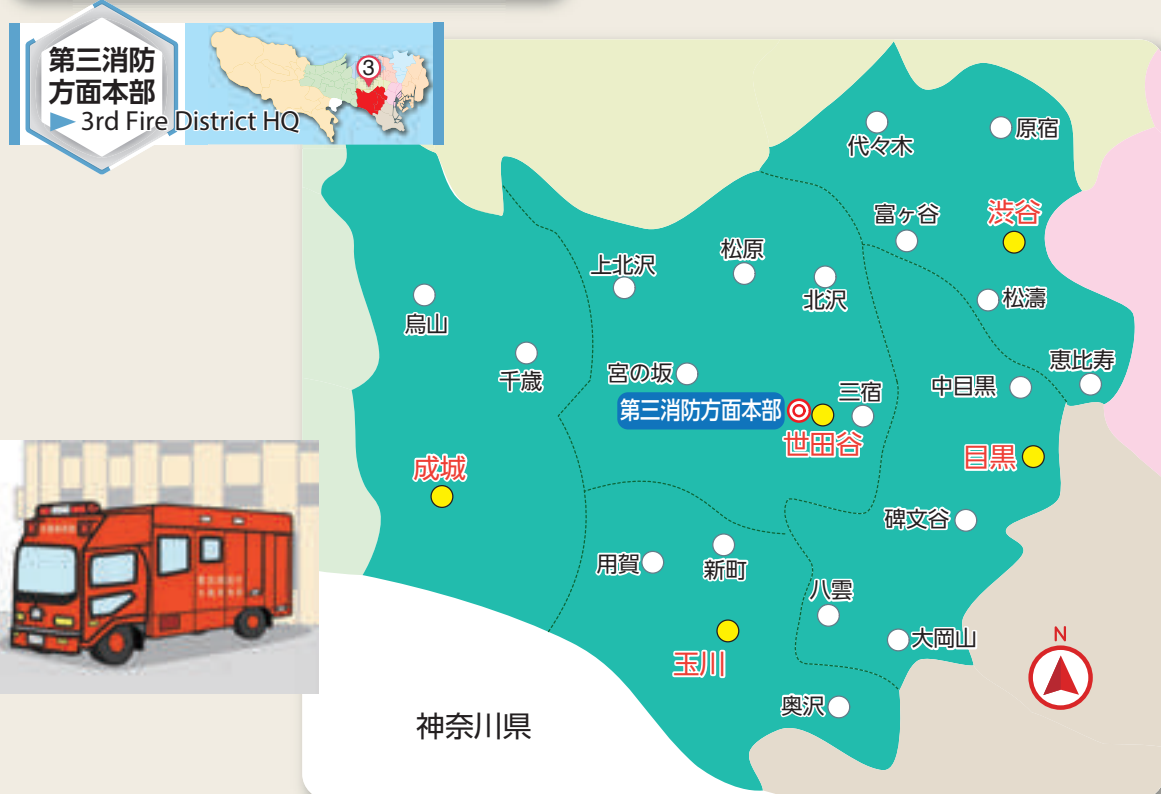 第三消防
方面本部
3rd Fire District HQ
3
代々木
原宿
富ヶ谷
渋谷
松原
上北沢
北沢
松濤
烏山
千歳
恵比寿
宮の坂
中目黒
三宿
第三消防方面本部
世田谷
目黒
成城
碑文谷
用賀
新町
八雲
大岡山
N
玉川
奥沢
神奈川県